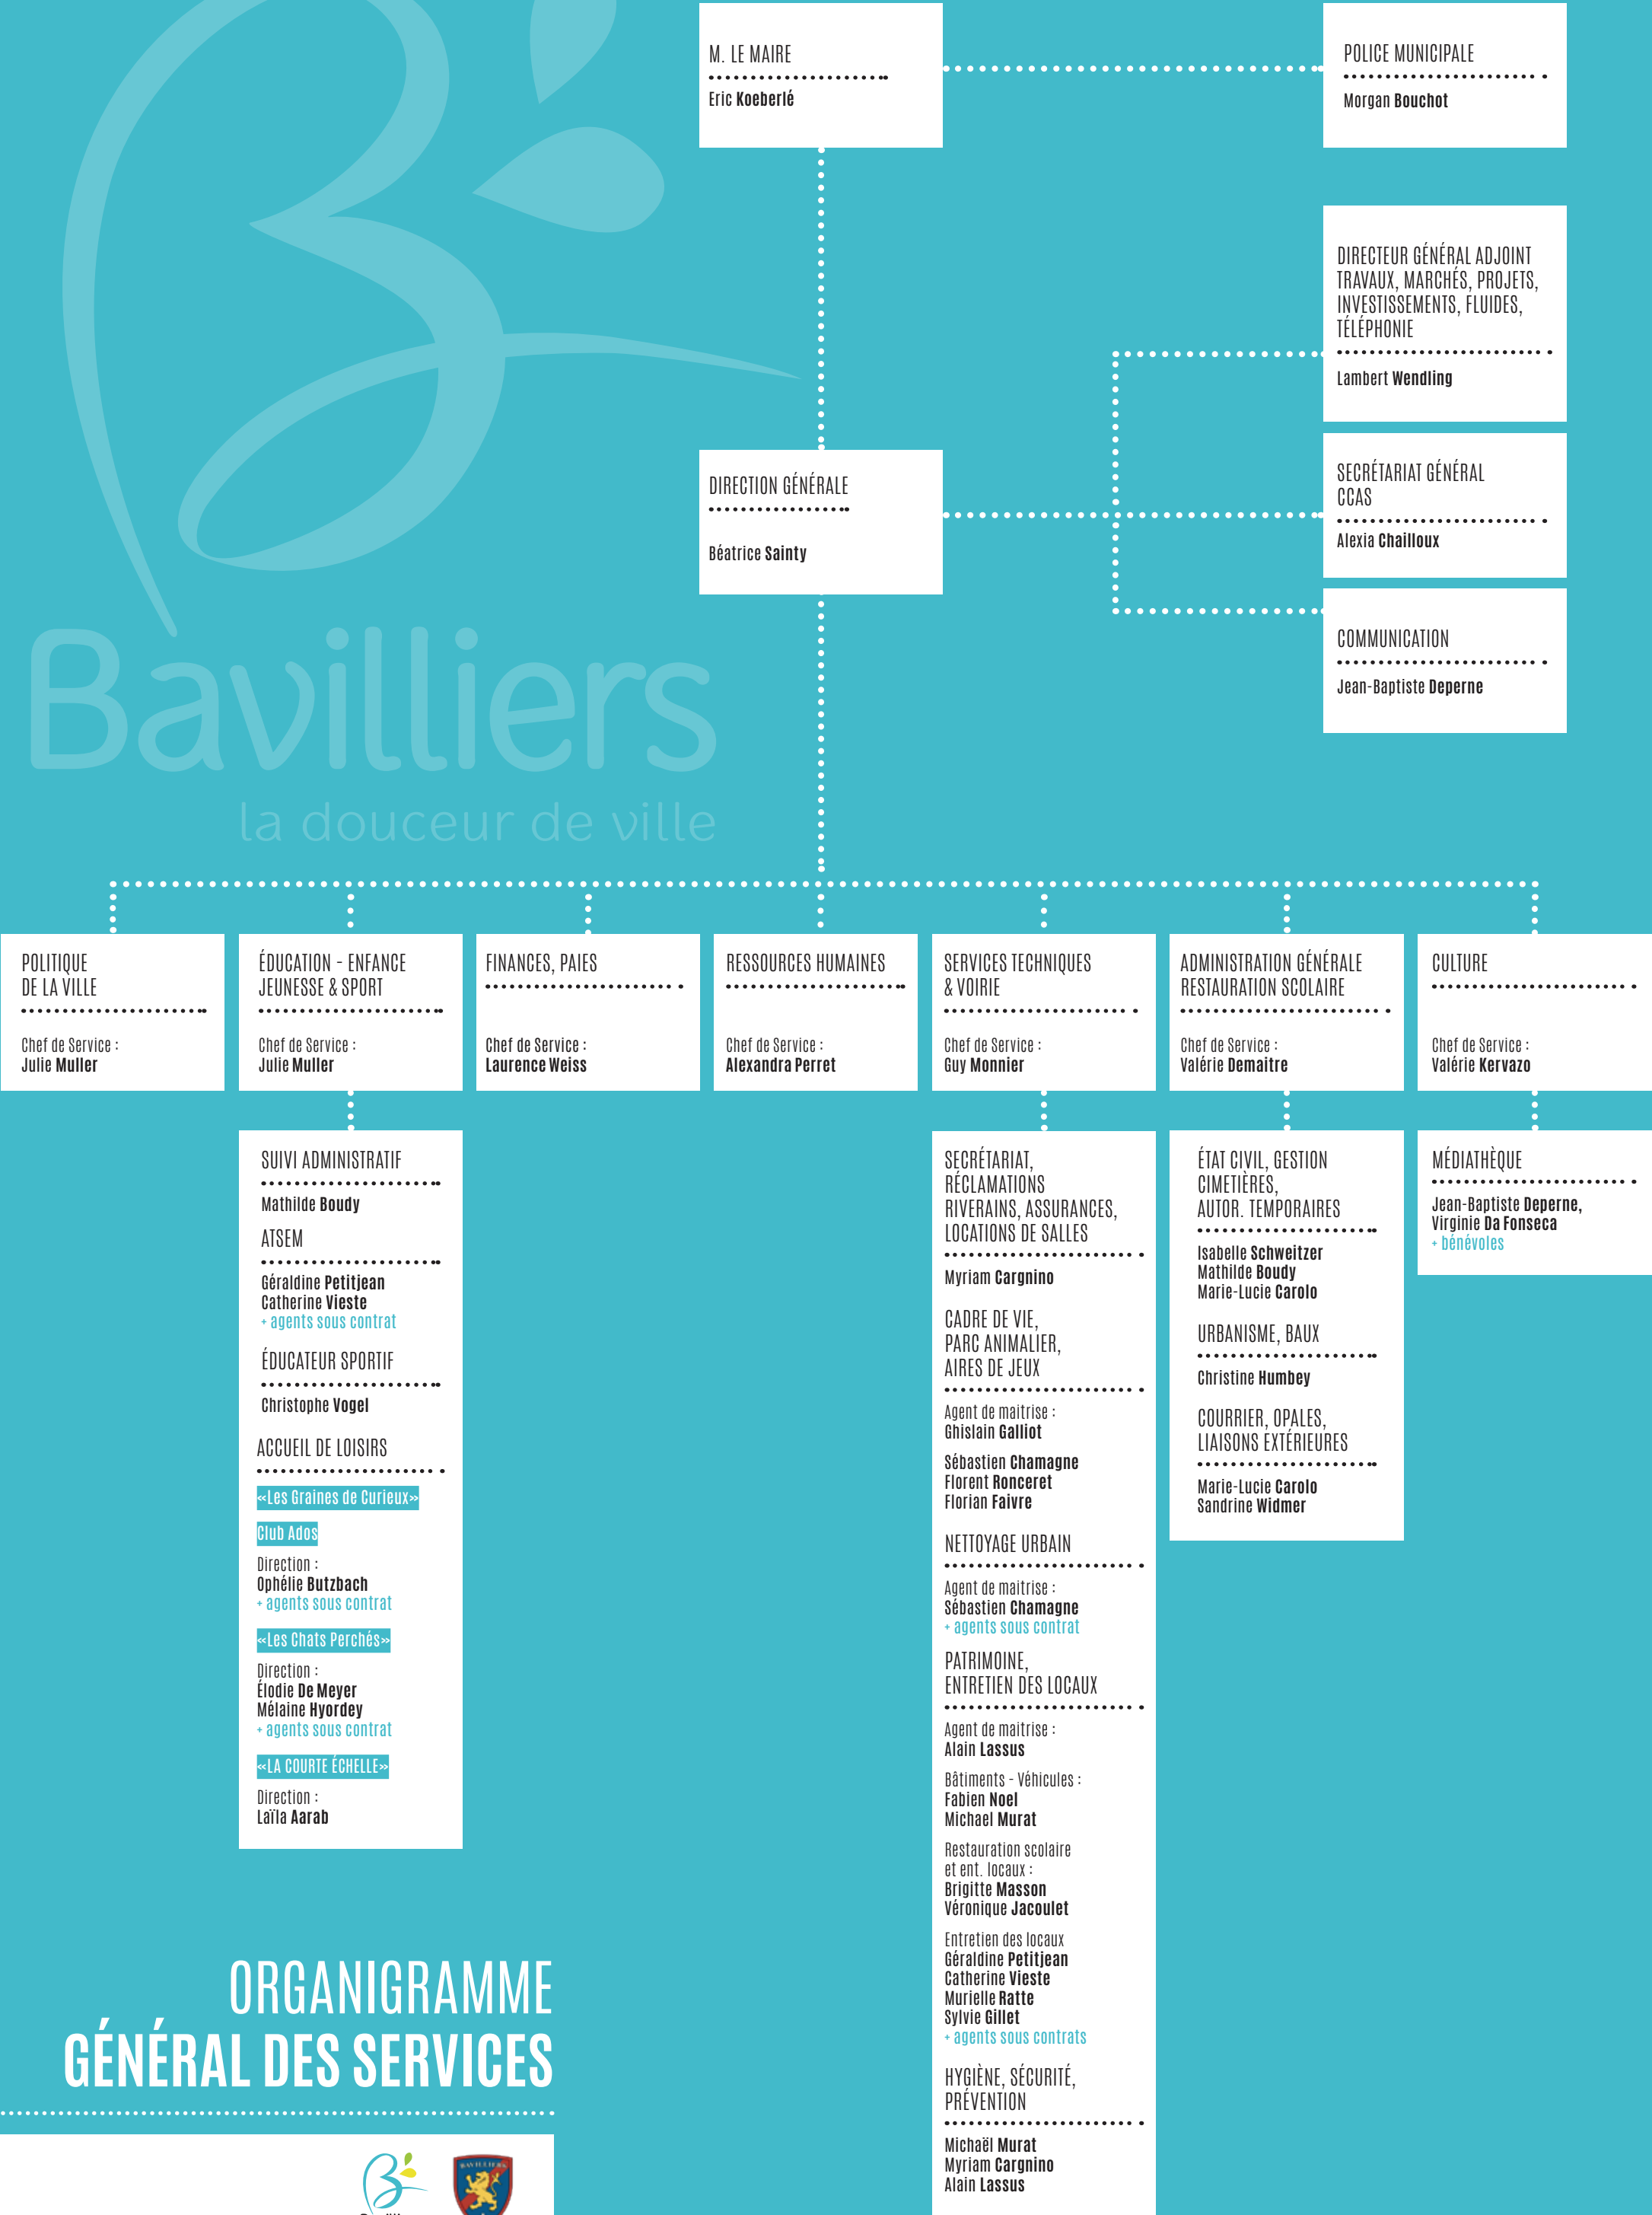 M. LE MAIRE
Eric Koeberlé
POLICE MUNICIPALE
Morgan Bouchot
DIRECTEUR GÉNÉRAL ADJOINT
TRAVAUX, MARCHÉS, PROJETS,
INVESTISSEMENTS, FLUIDES,
TÉLÉPHONIE
Lambert Wendling
DIRECTION GÉNÉRALE
Béatrice Sainty
SECRÉTARIAT GÉNÉRAL
CCAS
Alexia Chailloux
COMMUNICATION
Jean-Baptiste Deperne
Bavilliers
la douceur de ville
POLITIQUE
DE LA VILLE
Chef de Service :
Julie Muller
ÉDUCATION - ENFANCE
JEUNESSE & SPORT
Chef de Service :
Julie Muller
FINANCES, PAIES
Chef de Service :
Laurence Weiss
RESSOURCES HUMAINES
Chef de Service :
Alexandra Perret
SERVICES TECHNIQUES
& VOIRIE
Chef de Service :
Guy Monnier
ADMINISTRATION GÉNÉRALE
RESTAURATION SCOLAIRE
Chef de Service :
Valérie Demaitre
CULTURE
Chef de Service :
Valérie Kervazo
SUIVI ADMINISTRATIF
Mathilde Boudy
ATSEM
Géraldine Petitjean
Catherine Vieste
+ agents sous contrat
ÉDUCATEUR SPORTIF
Christophe Vogel
ACCUEIL DE LOISIRS
«Les Graines de Curieux»
Club Ados
Direction :
Ophélie Butzbach
+ agents sous contrat
«Les Chats Perchés»
Direction :
Élodie De Meyer
Mélaine Hyordey
+ agents sous contrat
«LA COURTE ÉCHELLE»
Direction :
Laïla Aarab
SECRÉTARIAT,
RÉCLAMATIONS
RIVERAINS, ASSURANCES,
LOCATIONS DE SALLES
Myriam Cargnino
CADRE DE VIE,
PARC ANIMALIER,
AIRES DE JEUX
Agent de maitrise :
Ghislain Galliot
Sébastien Chamagne
Florent Ronceret
Florian Faivre
NETTOYAGE URBAIN
Agent de maitrise :
Sébastien Chamagne
+ agents sous contrat
PATRIMOINE,
ENTRETIEN DES LOCAUX
Agent de maitrise :
Alain Lassus
Bâtiments - Véhicules :
Fabien Noel
Michael Murat
Restauration scolaire
et ent. locaux :
Brigitte Masson
Véronique Jacoulet
Entretien des locaux
Géraldine Petitjean
Catherine Vieste
Murielle Ratte
Sylvie Gillet
+ agents sous contrats
HYGIÈNE, SÉCURITÉ,
PRÉVENTION
Michaël Murat
Myriam Cargnino
Alain Lassus
ÉTAT CIVIL, GESTION
CIMETIÈRES,
AUTOR. TEMPORAIRES
Isabelle Schweitzer
Mathilde Boudy
Marie-Lucie Carolo
URBANISME, BAUX
Christine Humbey
COURRIER, OPALES,
LIAISONS EXTÉRIEURES
Marie-Lucie Carolo
Sandrine Widmer
MÉDIATHÈQUE
Jean-Baptiste Deperne,
Virginie Da Fonseca
+ bénévoles
ORGANIGRAMME
GÉNÉRAL DES SERVICES
BAVILLIERS